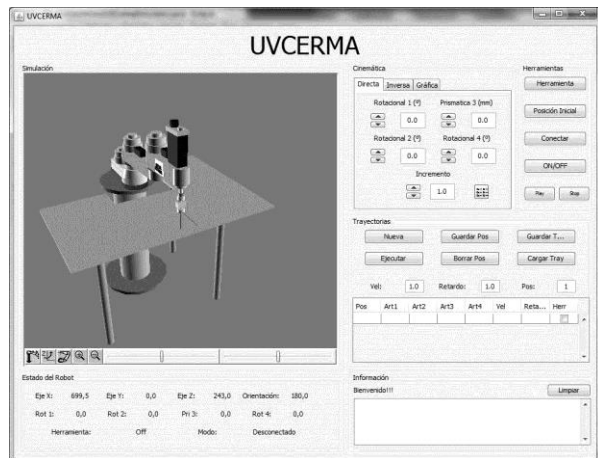 UVCERMA
UVCERMA
Simulación
Cinemática
Directa Inversa Gráfica
Rotacional 1 (º) Prismatica 3 (mm)
0.0 0.0
Rotacional 2 (º) Rotacional 4 (º)
0.0 0.0
Incremento
1.0
Herramientas
Herramienta
Posición Inicial
Conectar
ON/OFF
Play Stop
Trayectorias
Nueva Guardar Pos Guardar T...
Ejecutar Borrar Pos Cargar Tray
Vel: 1.0 Retardo: 1.0 Pos: 1
Pos Art1 Art2 Art3 Art4 Vel Reta... Herr
Estado del Robot
Eje X: 699,5 Eje Y: 0,0 Eje Z: 243,0 Orientación: 180,0
Rot 1: 0,0 Rot 2: 0,0 Pri 3: 0,0 Rot 4: 0,0
Herramienta: Off Modo: Desconectado
Información
Bienvenido!!! Limpiar